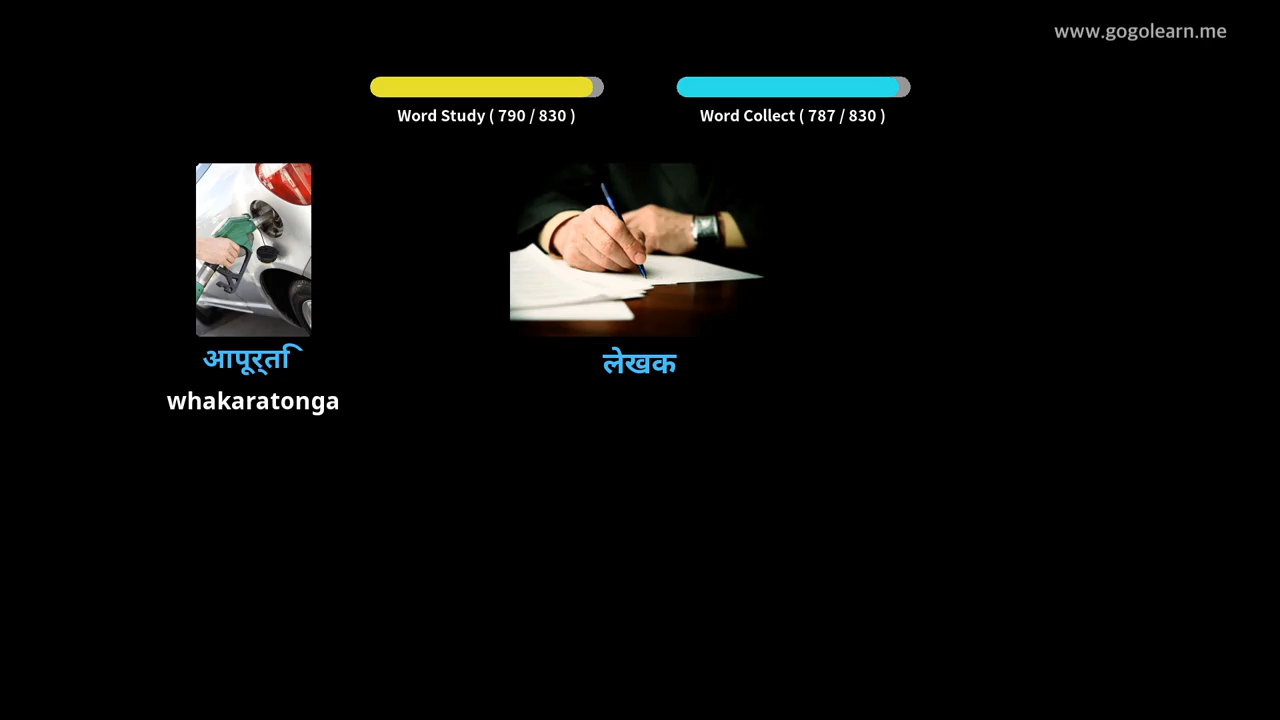 www.gogolearn.me
Word Study ( 790 / 830 )
Word Collect ( 787 / 830 )
आपूर्ति
लेखक
whakaratonga